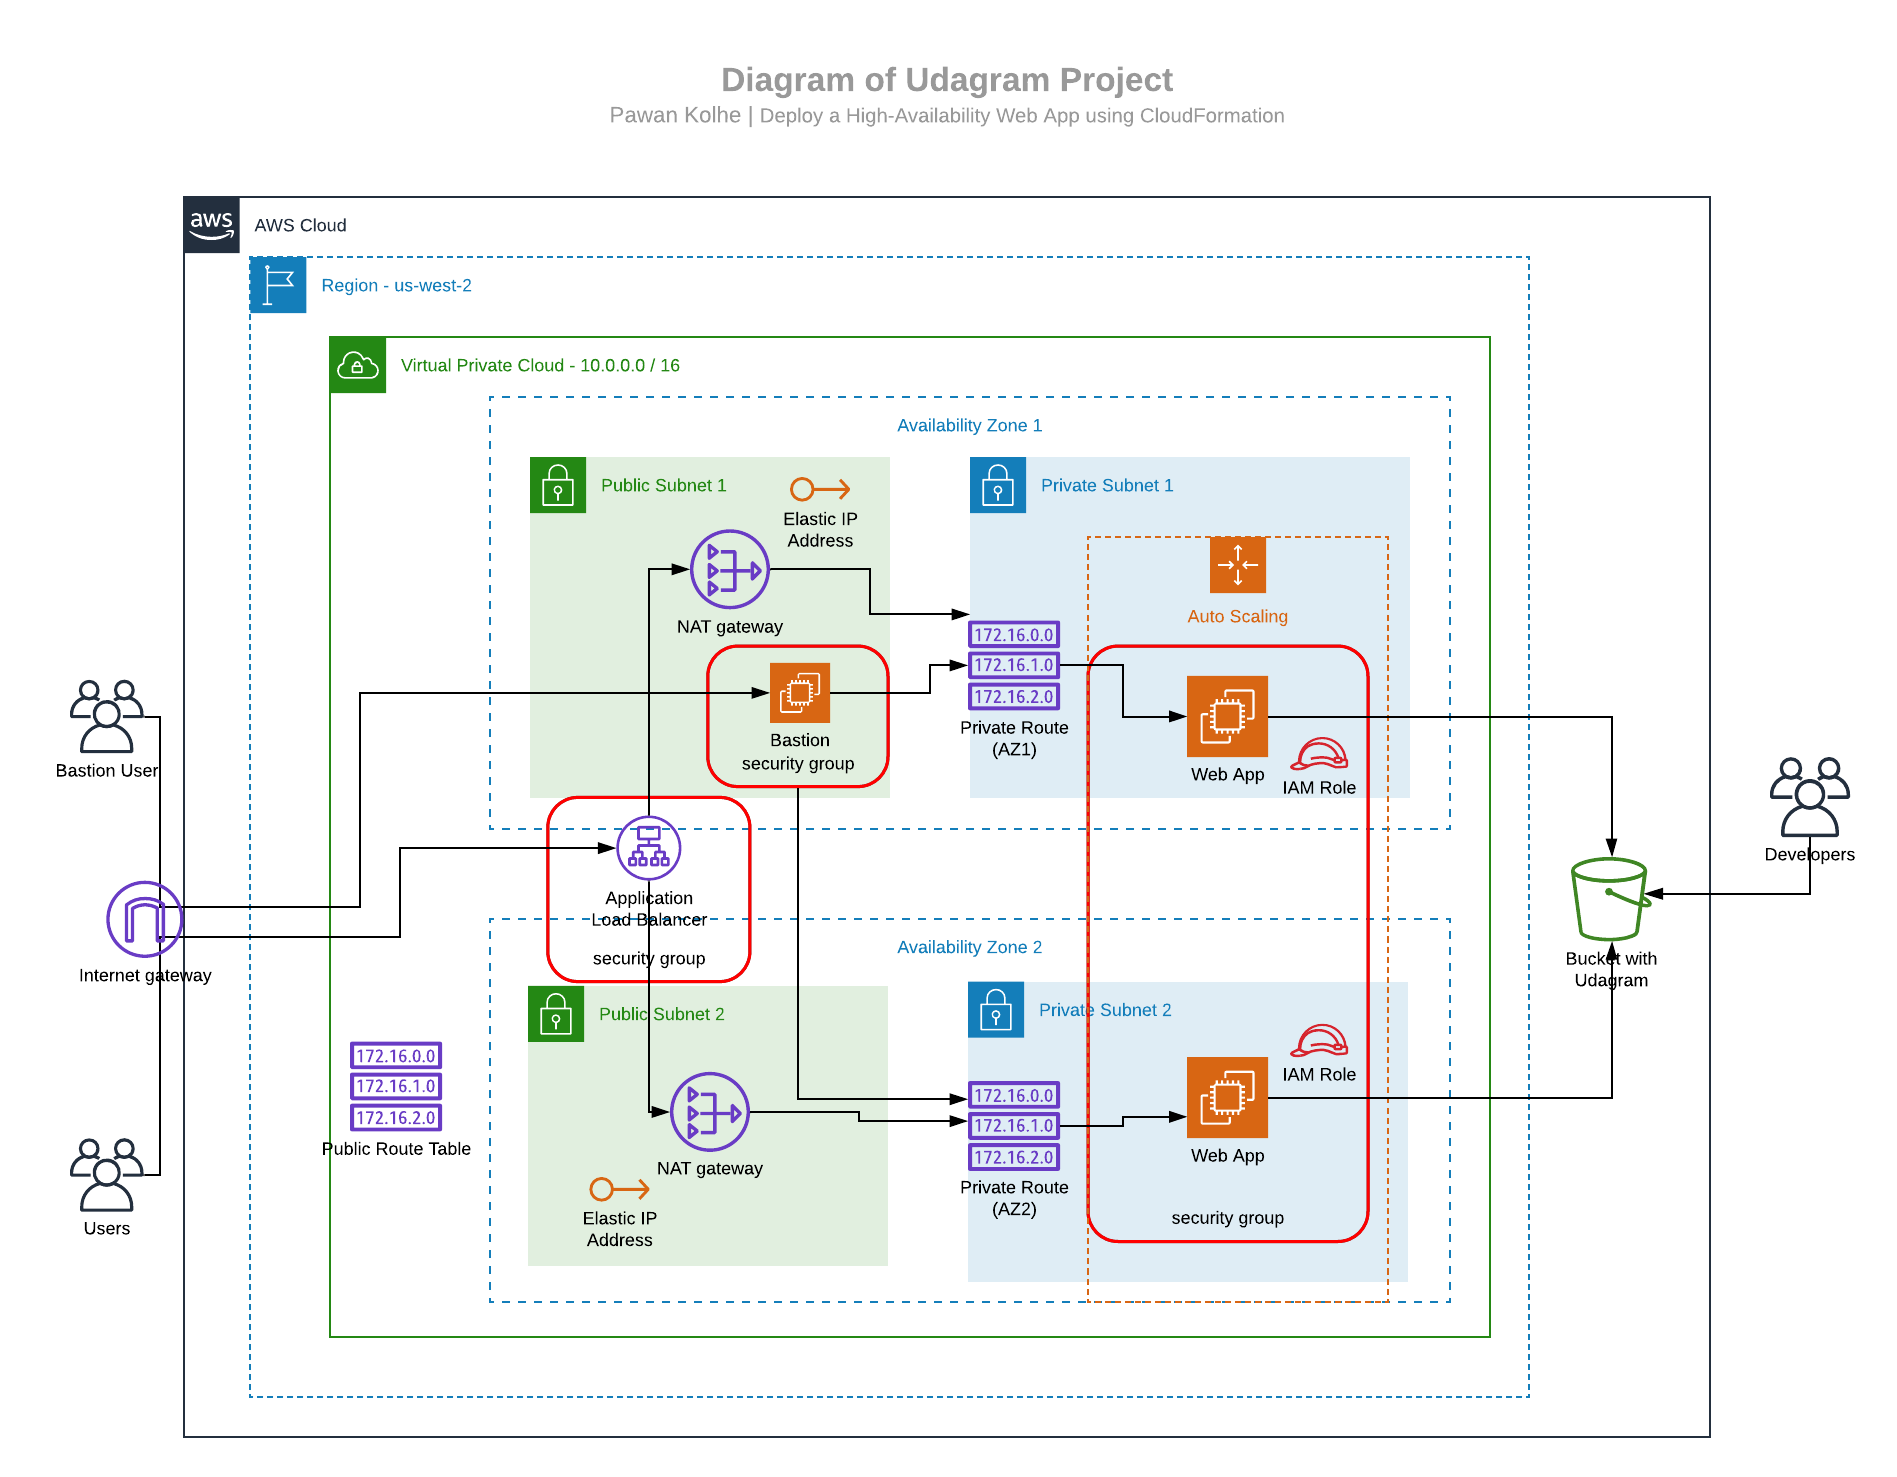 Diagram of Udagram Project
Pawan Kolhe | Deploy a High-Availability Web App using CloudFormation
aws
AWS Cloud
Region - us-west-2
Virtual Private Cloud - 10.0.0.0 / 16
Availability Zone 1
Public Subnet 1
Elastic IP
Address
NAT gateway
Bastion
security group
Private Subnet 1
Auto Scaling
172.16.0.0
172.16.1.0
172.16.2.0
Private Route
(AZ1)
Web App
IAM Role
Bastion User
Internet gateway
Users
Application
Load Balancer
security group
Availability Zone 2
Public Subnet 2
NAT gateway
Elastic IP
Address
172.16.0.0
172.16.1.0
172.16.2.0
Public Route Table
Private Subnet 2
172.16.0.0
172.16.1.0
172.16.2.0
Private Route
(AZ2)
Web App
IAM Role
security group
Developers
Bucket with
Udagram